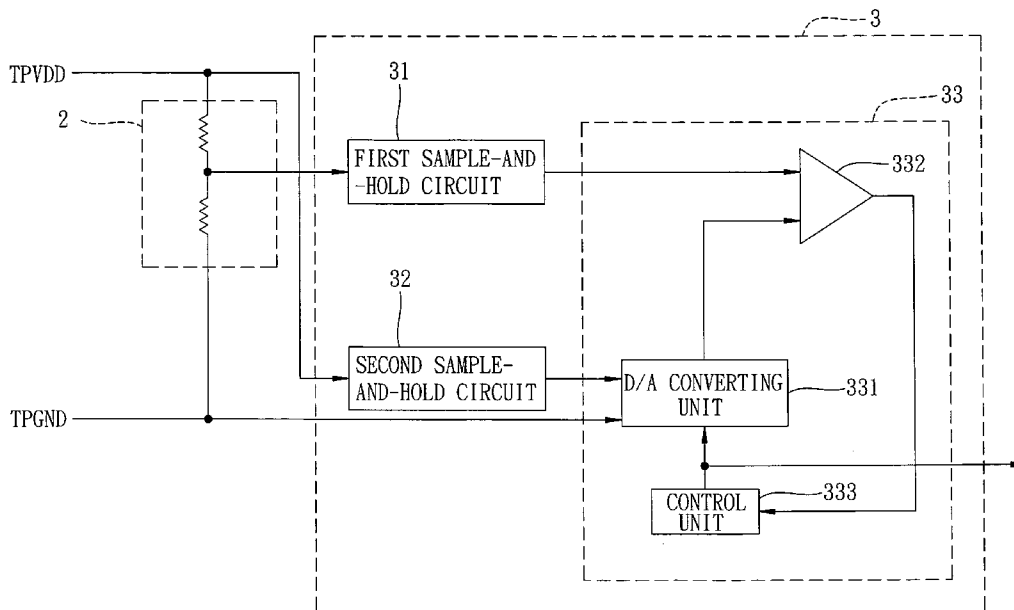 3
TPVDD
2
31
33
FIRST SAMPLE-AND
-HOLD CIRCUIT
332
32
SECOND SAMPLE-
AND-HOLD CIRCUIT
D/A CONVERTING
UNIT
331
TPGND
CONTROL
UNIT
333